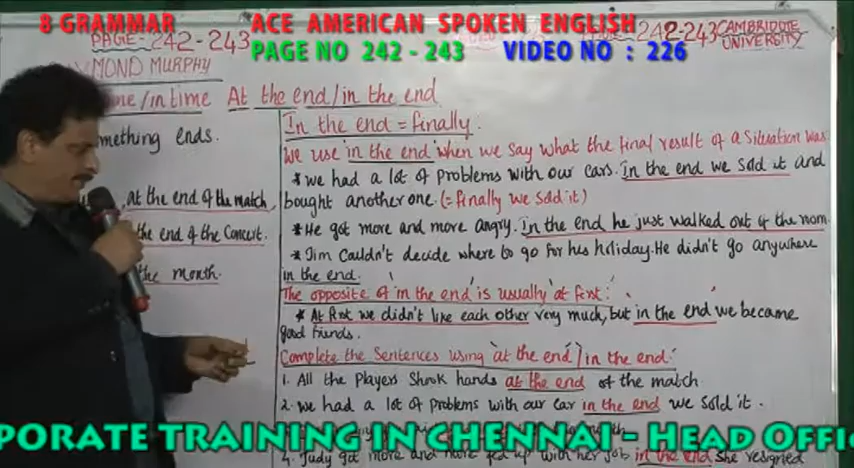 8 GRAMMAR ACE AMERICAN SPOKEN ENGLISH
PAGE NO 242 - 243 VIDEO NO : 226
PAGE- 242 - 243
242-243 CAMBRIDGE
UNIVERSITY
MOND MURPHY
/in time At the end/in the end
mething ends.
at the end of the match
the end of the Concert.
the month.
In the end = finally.
We use 'in the end' when we say what the final result of a situation was
* we had a lot of problems with our cars. In the end we sold it and
bought another one. (= finally we sold it)
* He got more and more angry. In the end he just walked out of the room
* Jim Couldn't decide where to go for his holiday. He didn't go anywhere
in the end.
The opposite of 'in the end' is usually 'at first':
* At first we didn't like each other very much, but in the end we became
good friends.
Complete the Sentences using 'at the end'/'in the end.'
1. All the Players Shook hands at the end of the match
2. we had a lot of problems with our car in the end we sold it.
4. Judy got more and more fed up with her job in the end She resigned
PORATE TRAINING IN CHENNAI - HEAD OFFI